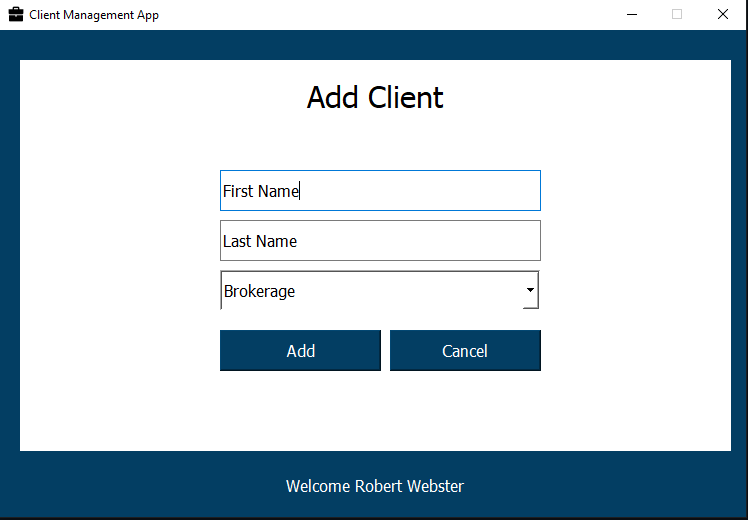 Client Management App
Add Client
First Name
Last Name
Brokerage
Add Cancel
Welcome Robert Webster